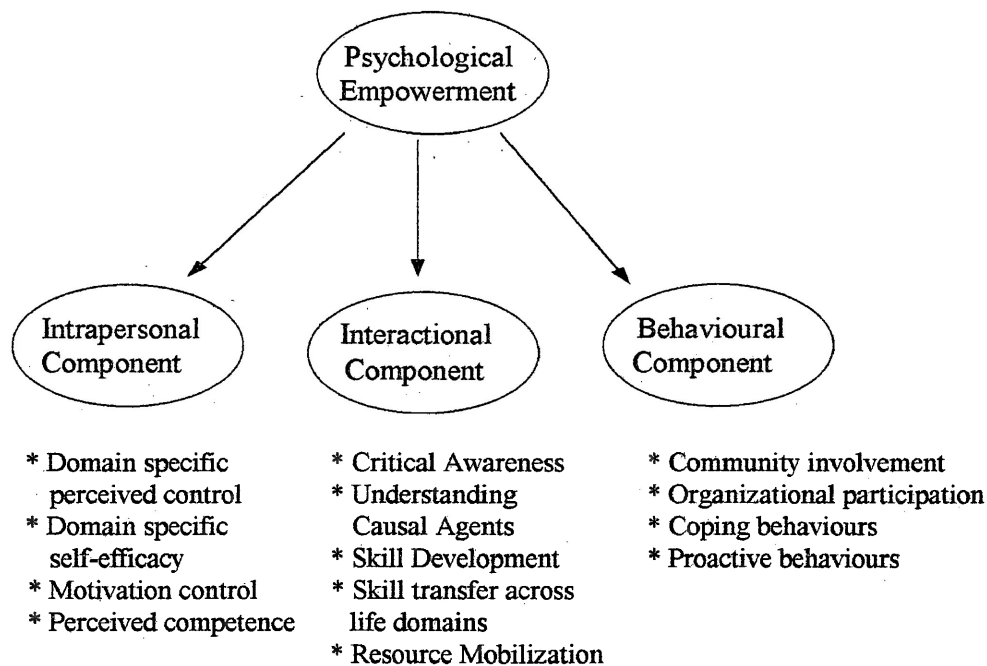 Psychological
Empowerment
Intrapersonal
Component
Interactional
Component
Behavioural
Component
* Domain specific
perceived control
* Domain specific
self-efficacy
* Motivation control
* Perceived competence
* Critical Awareness
* Understanding
Causal Agents
* Skill Development
* Skill transfer across
life domains
* Resource Mobilization
* Community involvement
* Organizational participation
* Coping behaviours
* Proactive behaviours